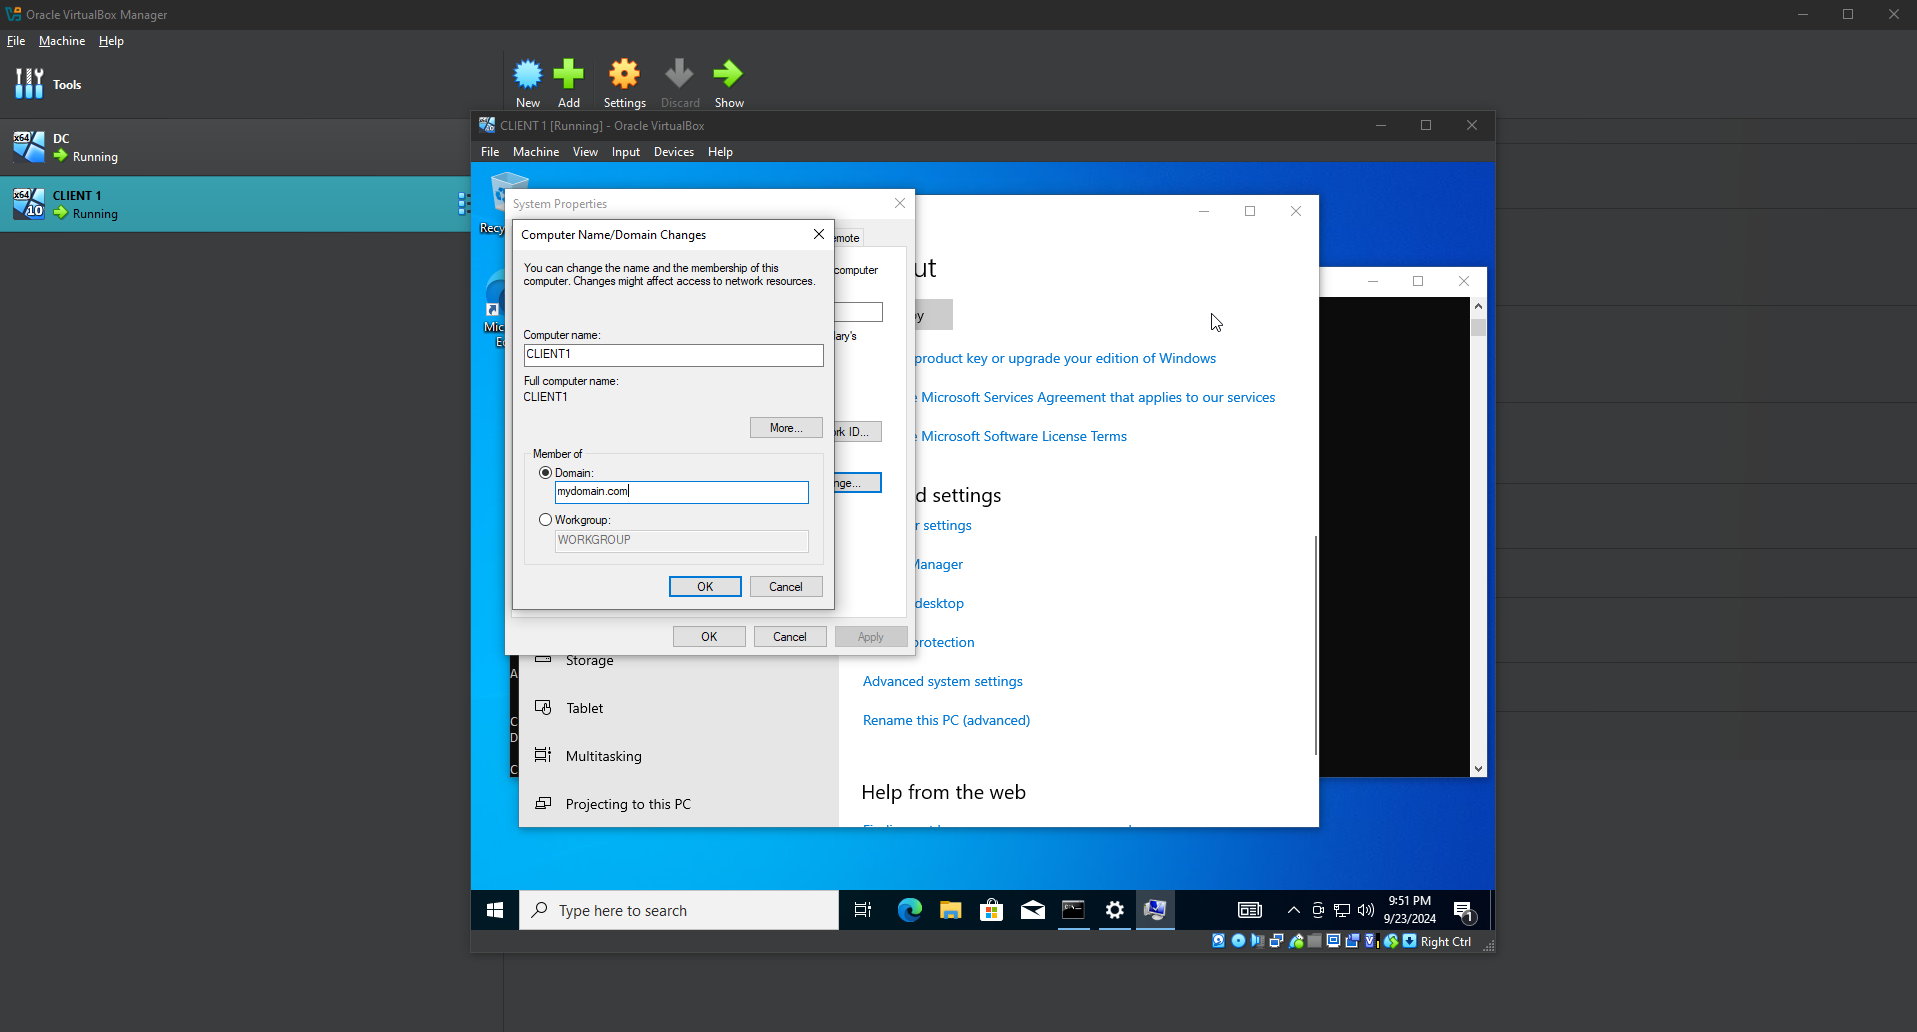 Oracle VirtualBox Manager
File Machine Help
Tools
New Add Settings Discard Show
x64
DC
Running
x64
10
CLIENT 1
Running
CLIENT 1 [Running] - Oracle VirtualBox
File Machine View Input Devices Help
Recy
Mic
E
System Properties
emote
computer
ary's
rk ID...
nge...
OK Cancel Apply
Computer Name/Domain Changes
You can change the name and the membership of this
computer. Changes might affect access to network resources.
Computer name:
CLIENT1
Full computer name:
CLIENT1
More...
Member of
Domain:
mydomain.com
Workgroup:
WORKGROUP
OK Cancel
ut
py
product key or upgrade your edition of Windows
Microsoft Services Agreement that applies to our services
Microsoft Software License Terms
d settings
r settings
Manager
desktop
protection
Advanced system settings
Rename this PC (advanced)
Help from the web
Storage
Tablet
Multitasking
Projecting to this PC
A
C
D
C
Type here to search
9:51 PM
9/23/2024
1
Right Ctrl